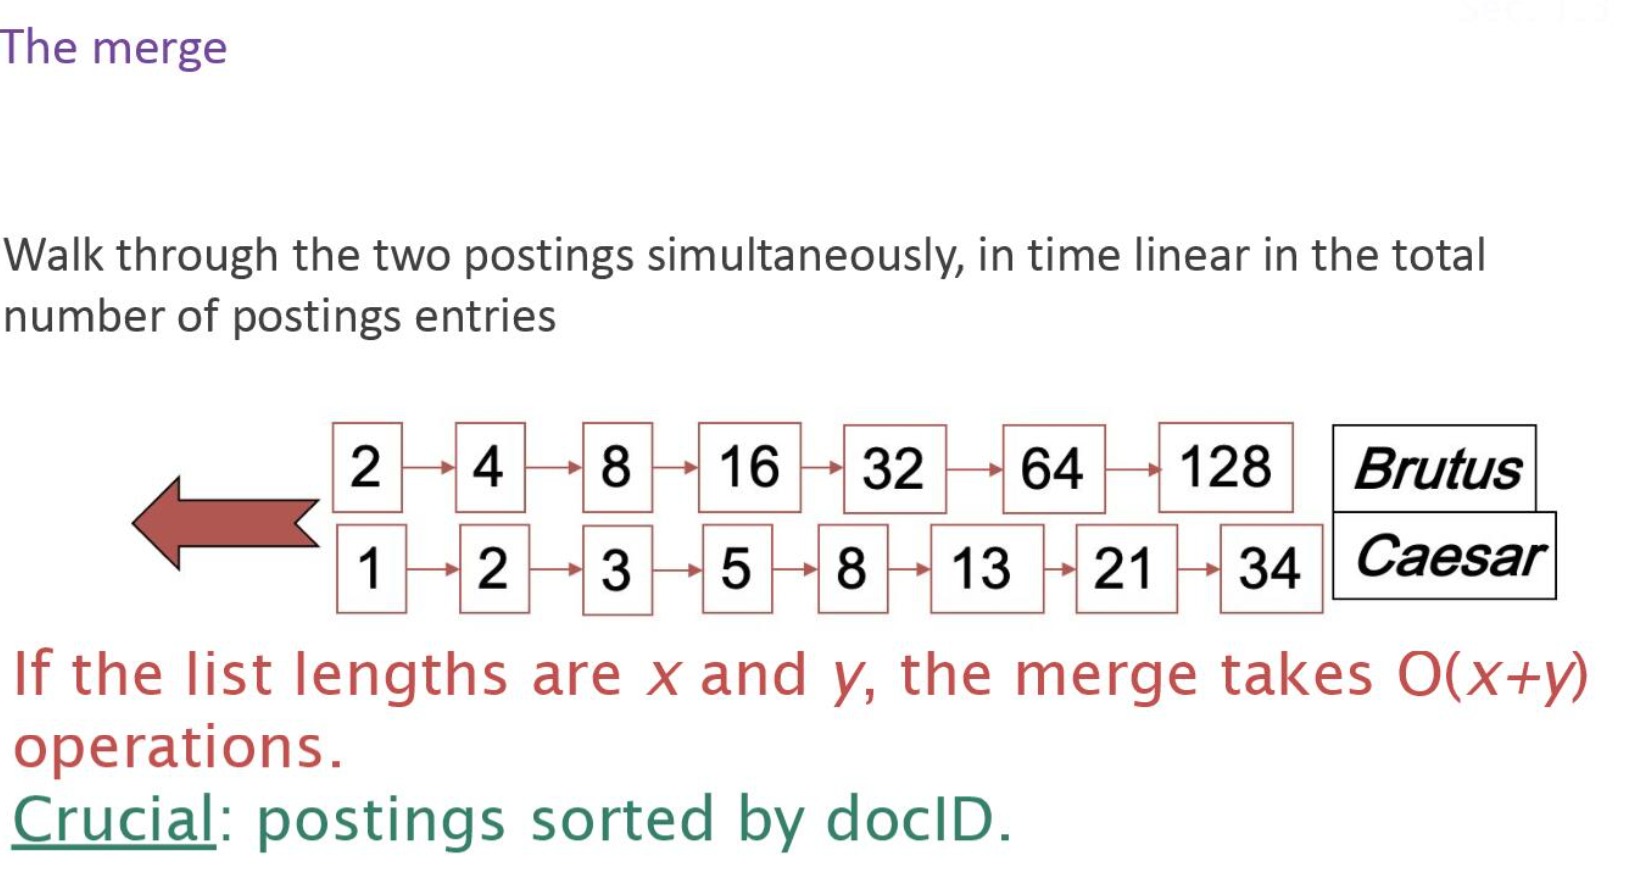 The merge
Walk through the two postings simultaneously, in time linear in the total
number of postings entries
2 4 8 16 32 64 128 Brutus
1 2 3 5 8 13 21 34 Caesar
If the list lengths are x and y, the merge takes O(x+y)
operations.
Crucial: postings sorted by docID.